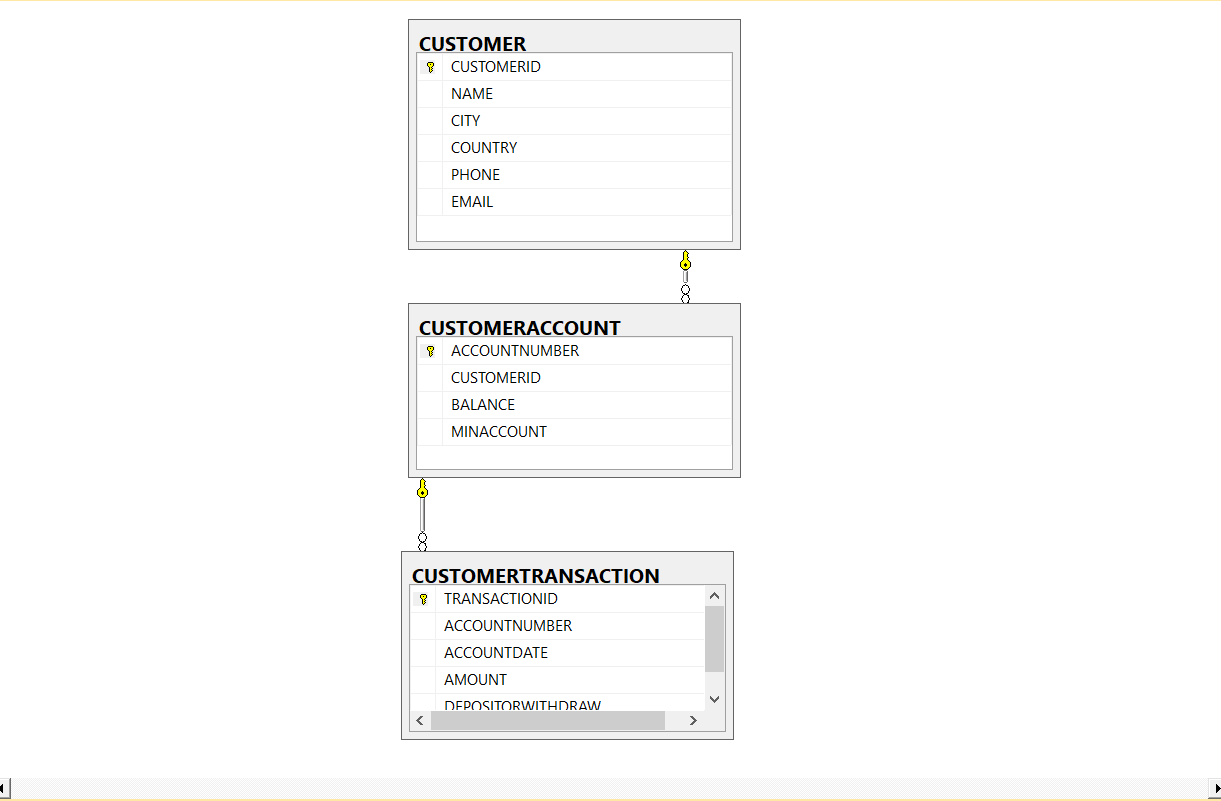 CUSTOMER
CUSTOMERID
NAME
CITY
COUNTRY
PHONE
EMAIL
CUSTOMERACCOUNT
ACCOUNTNUMBER
CUSTOMERID
BALANCE
MINACCOUNT
CUSTOMERTRANSACTION
TRANSACTIONID
ACCOUNTNUMBER
ACCOUNTDATE
AMOUNT
DEPOSITORWITHDRAW